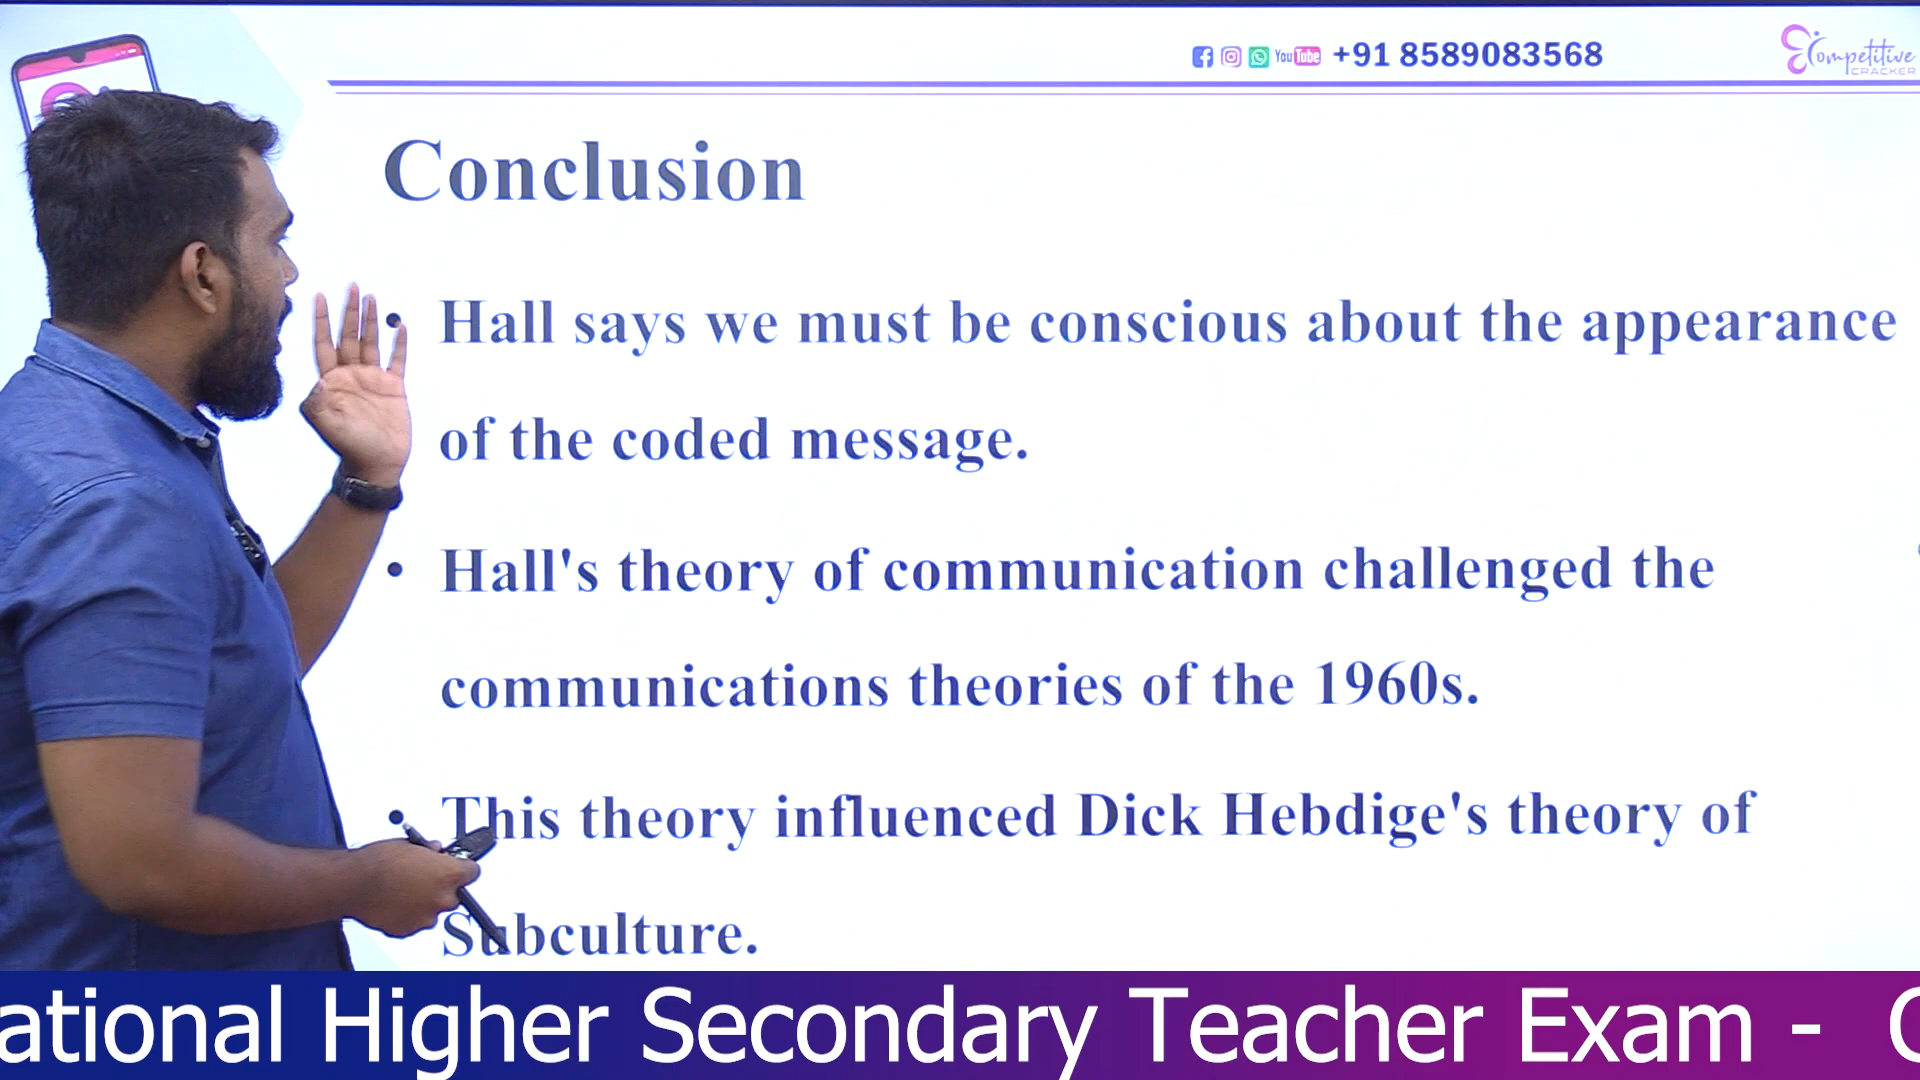 You Tube +91 8589083568
Competitive
CRACKER
Conclusion
• Hall says we must be conscious about the appearance
of the coded message.
• Hall's theory of communication challenged the
communications theories of the 1960s.
• This theory influenced Dick Hebdige's theory of
Subculture.
ational Higher Secondary Teacher Exam -